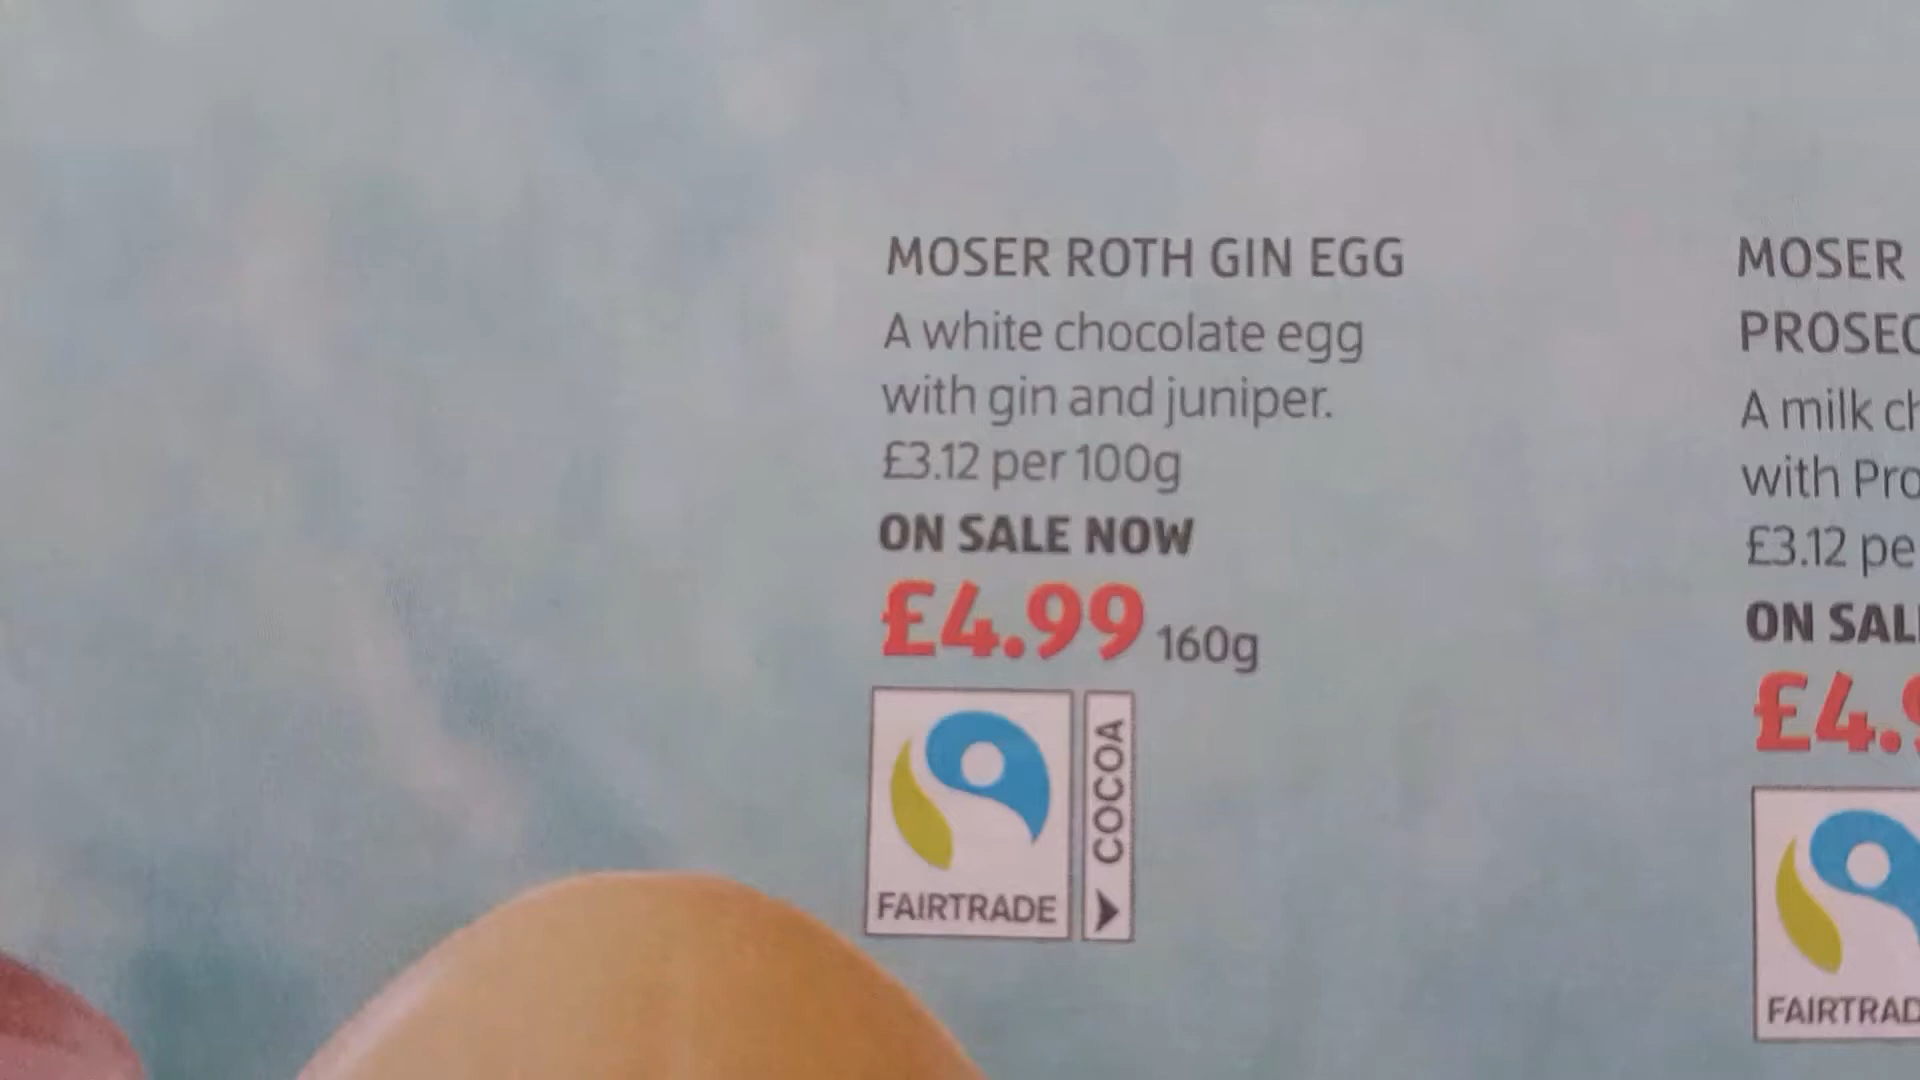 MOSER ROTH GIN EGG
A white chocolate egg
with gin and juniper.
£3.12 per 100g
ON SALE NOW
£4.99 160g
FAIRTRADE
COCOA
MOSER
A milk
with
£3.12
ON